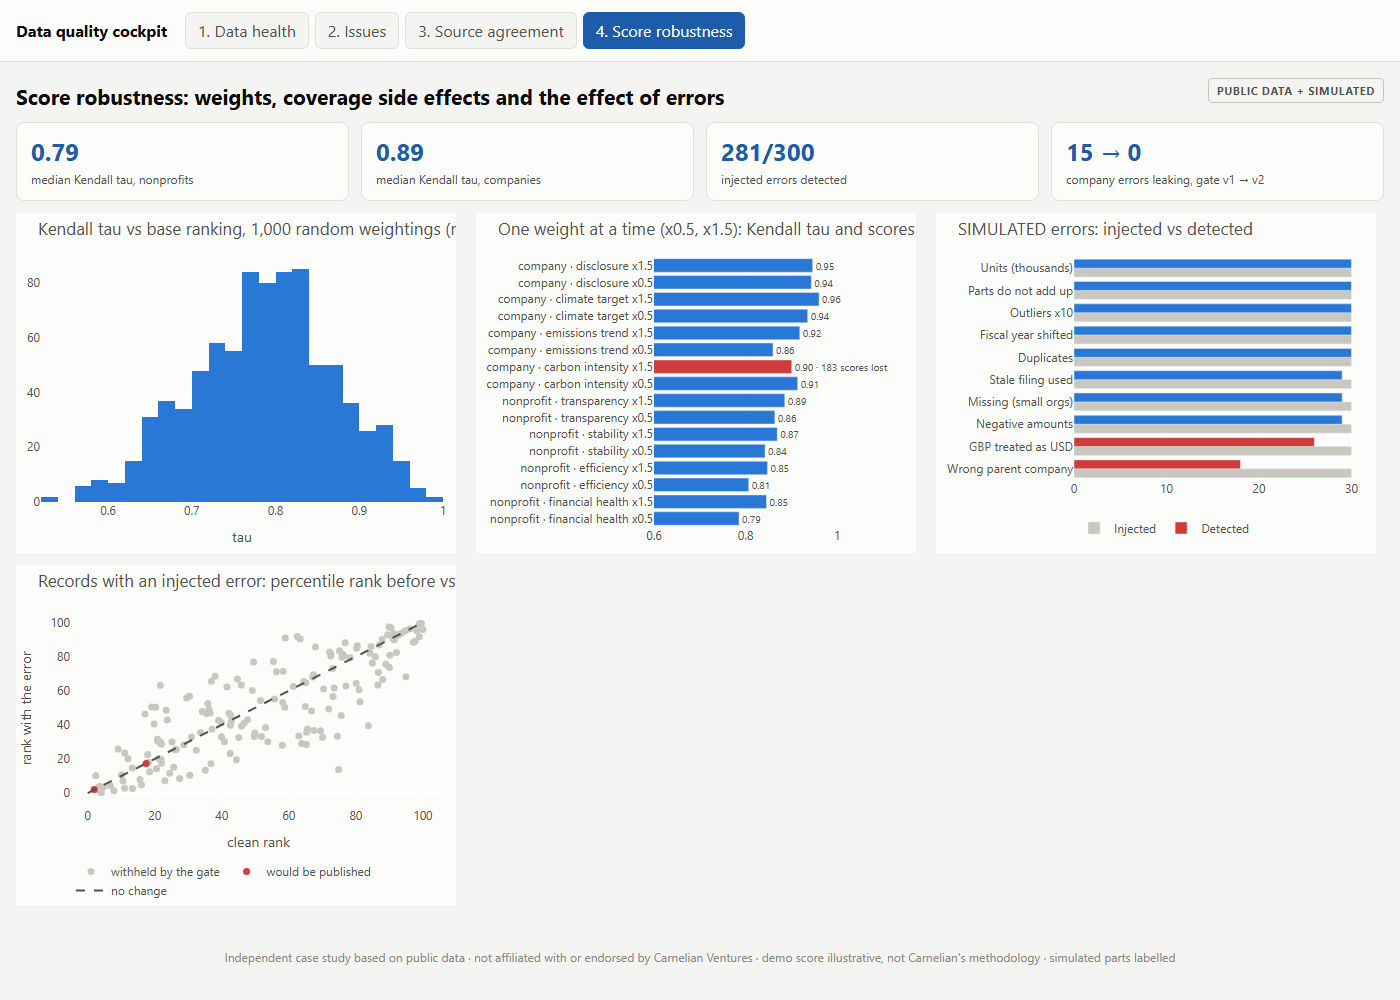 Data quality cockpit
1. Data health
2. Issues
3. Source agreement
4. Score robustness
Score robustness: weights, coverage side effects and the effect of errors
PUBLIC DATA + SIMULATED
0.79
median Kendall tau, nonprofits
0.89
median Kendall tau, companies
281/300
injected errors detected
15 → 0
company errors leaking, gate v1 → v2
Kendall tau vs base ranking, 1,000 random weightings (r
80
60
40
20
0
0.6 0.7 0.8 0.9 1
tau
One weight at a time (x0.5, x1.5): Kendall tau and scores
company · disclosure x1.5 0.95
company · disclosure x0.5 0.94
company · climate target x1.5 0.96
company · climate target x0.5 0.94
company · emissions trend x1.5 0.92
company · emissions trend x0.5 0.86
company · carbon intensity x1.5 0.90 · 183 scores lost
company · carbon intensity x0.5 0.91
nonprofit · transparency x1.5 0.89
nonprofit · transparency x0.5 0.86
nonprofit · stability x1.5 0.87
nonprofit · stability x0.5 0.84
nonprofit · efficiency x1.5 0.85
nonprofit · efficiency x0.5 0.81
nonprofit · financial health x1.5 0.85
nonprofit · financial health x0.5 0.79
0.6 0.8 1
SIMULATED errors: injected vs detected
Units (thousands)
Parts do not add up
Outliers x10
Fiscal year shifted
Duplicates
Stale filing used
Missing (small orgs)
Negative amounts
GBP treated as USD
Wrong parent company
0 10 20 30
Injected Detected
Records with an injected error: percentile rank before vs
rank with the error
100
80
60
40
20
0
0 20 40 60 80 100
clean rank
withheld by the gate would be published
no change
Independent case study based on public data · not affiliated with or endorsed by Carnelian Ventures · demo score illustrative, not Carnelian's methodology · simulated parts labelled